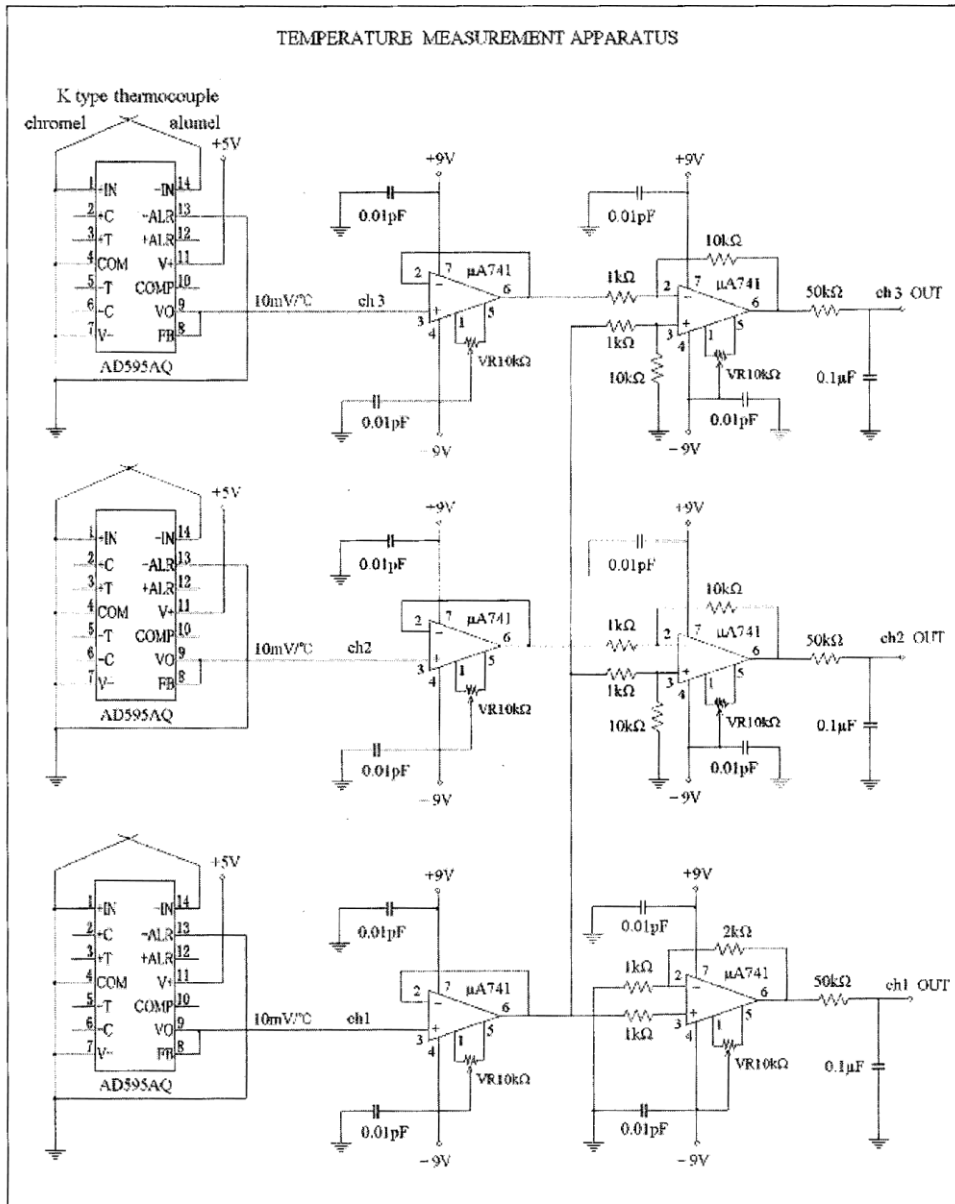 TEMPERATURE MEASUREMENT APPARATUS
K type thermocouple
chromel alumel
+5V
1 +IN -IN 14
2 +C -ALR 13
3 +T +ALR 12
4 COM V+ 11
5 -T COMP 10
6 -C VO 9
7 V- FB 8
AD595AQ
10mV/℃ ch3
+9V
0.01pF
μA741
2 - 7 6
3 + 4 1 5
VR10kΩ
0.01pF
-9V
+9V
0.01pF
10kΩ
1kΩ
1kΩ
10kΩ
μA741
2 - 7 6
3 + 4 1 5
VR10kΩ
0.01pF
-9V
50kΩ
ch3 OUT
0.1μF
+5V
1 +IN -IN 14
2 +C -ALR 13
3 +T +ALR 12
4 COM V+ 11
5 -T COMP 10
6 -C VO 9
7 V- FB 8
AD595AQ
10mV/℃ ch2
+9V
0.01pF
μA741
2 - 7 6
3 + 4 1 5
VR10kΩ
0.01pF
-9V
+9V
0.01pF
10kΩ
1kΩ
1kΩ
10kΩ
μA741
2 - 7 6
3 + 4 1 5
VR10kΩ
0.01pF
-9V
50kΩ
ch2 OUT
0.1μF
+5V
1 +IN -IN 14
2 +C -ALR 13
3 +T +ALR 12
4 COM V+ 11
5 -T COMP 10
6 -C VO 9
7 V- FB 8
AD595AQ
10mV/℃ ch1
+9V
0.01pF
μA741
2 - 7 6
3 + 4 1 5
VR10kΩ
0.01pF
-9V
+9V
0.01pF
2kΩ
1kΩ
1kΩ
μA741
2 - 7 6
3 + 4 1 5
VR10kΩ
0.01pF
-9V
50kΩ
ch1 OUT
0.1μF